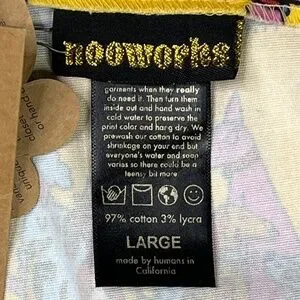 nooworks
garments when they really
do need it. Then turn them
inside out and hand wash in
cold water to preserve the
print color and hang dry. We
prewash our cotton to avoid
shrinkage on your end but
everyone's water and soap
varies so there could be a
teensy bit more
97% cotton 3% lycra
LARGE
made by humans in
California
or hand